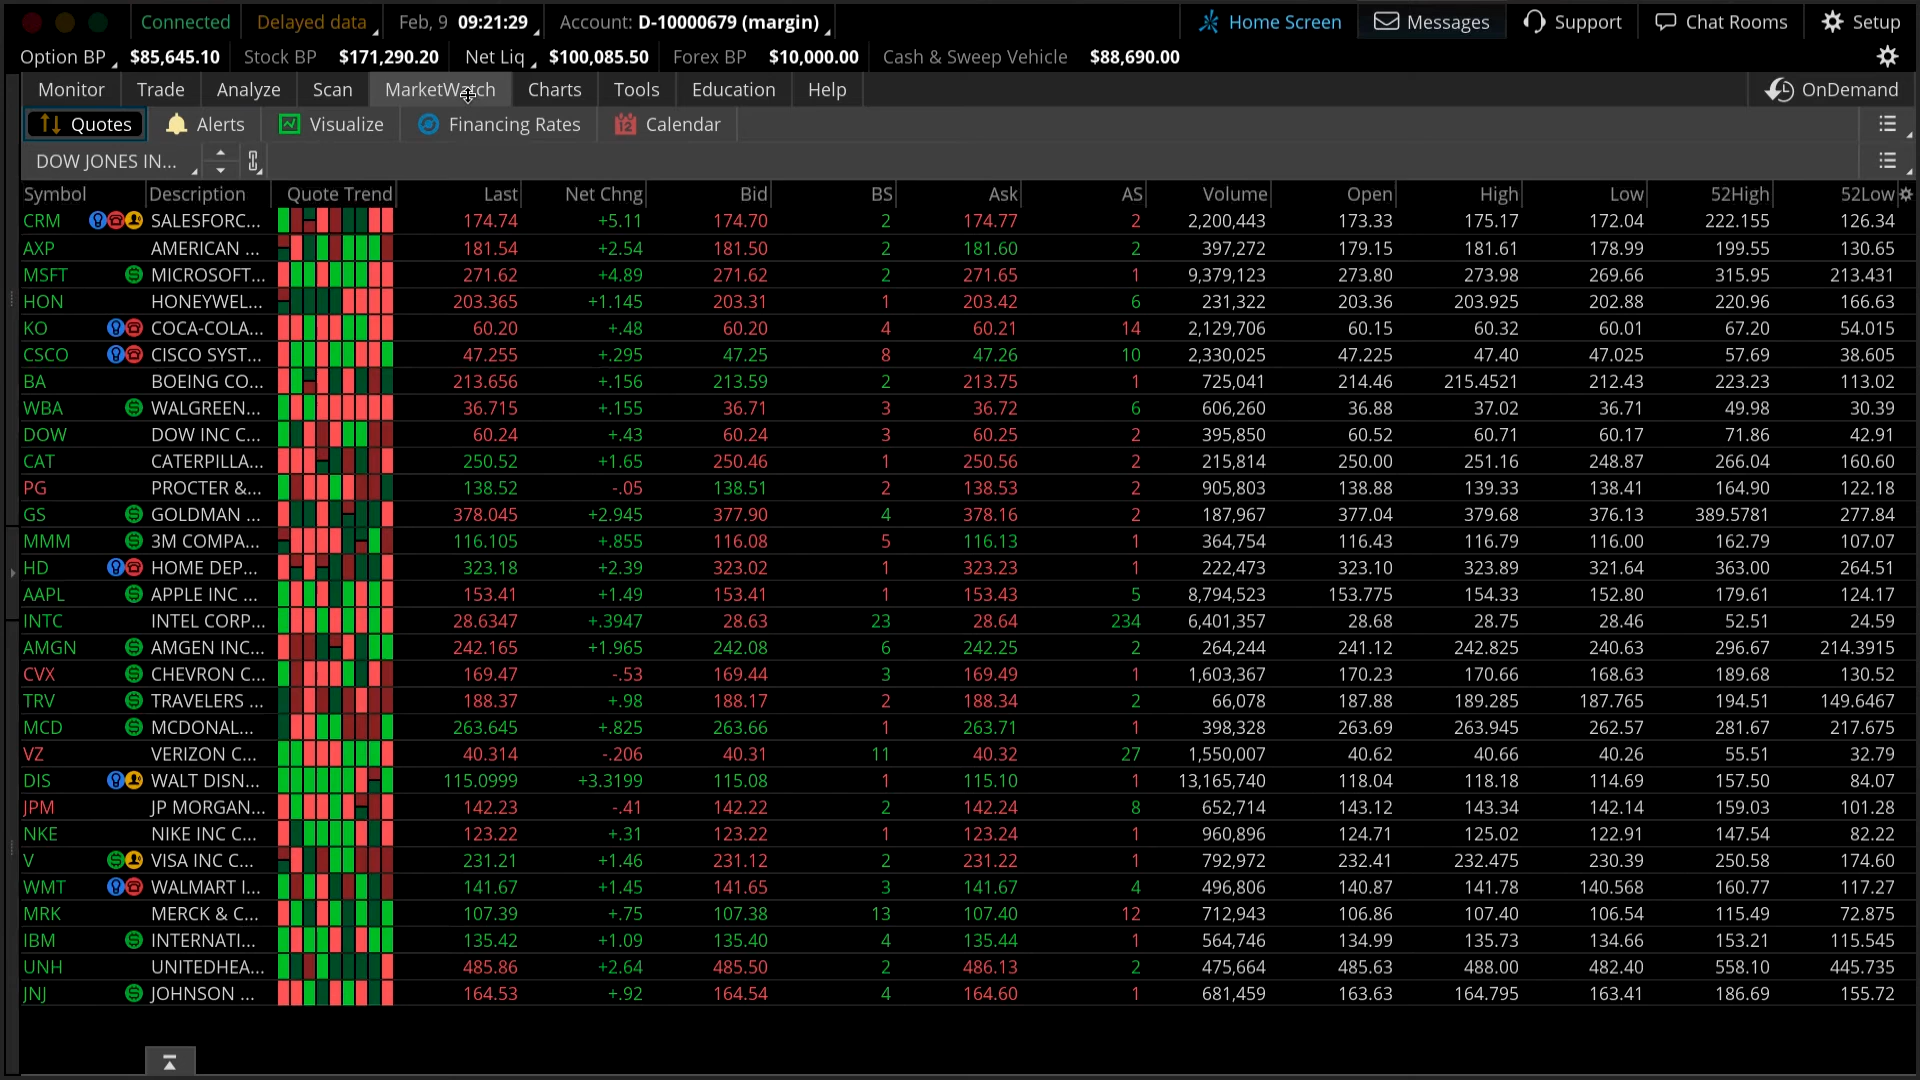 Connected Delayed data Feb, 9 09:21:29 Account: D-10000679 (margin) Home Screen Messages Support Chat Rooms Setup
Option BP $85,645.10 Stock BP $171,290.20 Net Liq $100,085.50 Forex BP $10,000.00 Cash & Sweep Vehicle $88,690.00
Monitor Trade Analyze Scan MarketWatch Charts Tools Education Help OnDemand
Quotes Alerts Visualize Financing Rates 12 Calendar
DOW JONES IN...
Symbol Description Quote Trend Last Net Chng Bid BS Ask AS Volume Open High Low 52High 52Low
CRM SALESFORC... 174.74 +5.11 174.70 2 174.77 2 2,200,443 173.33 175.17 172.04 222.155 126.34
AXP AMERICAN ... 181.54 +2.54 181.50 2 181.60 2 397,272 179.15 181.61 178.99 199.55 130.65
MSFT MICROSOFT... 271.62 +4.89 271.62 2 271.65 1 9,379,123 273.80 273.98 269.66 315.95 213.431
HON HONEYWEL... 203.365 +1.145 203.31 1 203.42 6 231,322 203.36 203.925 202.88 220.96 166.63
KO COCA-COLA... 60.20 +.48 60.20 4 60.21 14 2,129,706 60.15 60.32 60.01 67.20 54.015
CSCO CISCO SYST... 47.255 +.295 47.25 8 47.26 10 2,330,025 47.225 47.40 47.025 57.69 38.605
BA BOEING CO... 213.656 +.156 213.59 2 213.75 1 725,041 214.46 215.4521 212.43 223.23 113.02
WBA WALGREEN... 36.715 +.155 36.71 3 36.72 6 606,260 36.88 37.02 36.71 49.98 30.39
DOW DOW INC C... 60.24 +.43 60.24 3 60.25 2 395,850 60.52 60.71 60.17 71.86 42.91
CAT CATERPILLA... 250.52 +1.65 250.46 1 250.56 2 215,814 250.00 251.16 248.87 266.04 160.60
PG PROCTER &... 138.52 -.05 138.51 2 138.53 2 905,803 138.88 139.33 138.41 164.90 122.18
GS GOLDMAN ... 378.045 +2.945 377.90 4 378.16 2 187,967 377.04 379.68 376.13 389.5781 277.84
MMM 3M COMPA... 116.105 +.855 116.08 5 116.13 1 364,754 116.43 116.79 116.00 162.79 107.07
HD HOME DEP... 323.18 +2.39 323.02 1 323.23 1 222,473 323.10 323.89 321.64 363.00 264.51
AAPL APPLE INC ... 153.41 +1.49 153.41 1 153.43 5 8,794,523 153.775 154.33 152.80 179.61 124.17
INTC INTEL CORP... 28.6347 +.3947 28.63 23 28.64 234 6,401,357 28.68 28.75 28.46 52.51 24.59
AMGN AMGEN INC... 242.165 +1.965 242.08 6 242.25 2 264,244 241.12 242.825 240.63 296.67 214.3915
CVX CHEVRON C... 169.47 -.53 169.44 3 169.49 1 1,603,367 170.23 170.66 168.63 189.68 130.52
TRV TRAVELERS ... 188.37 +.98 188.17 2 188.34 2 66,078 187.88 189.285 187.765 194.51 149.6467
MCD MCDONAL... 263.645 +.825 263.66 1 263.71 1 398,328 263.69 263.945 262.57 281.67 217.675
VZ VERIZON C... 40.314 -.206 40.31 11 40.32 27 1,550,007 40.62 40.66 40.26 55.51 32.79
DIS WALT DISN... 115.0999 +3.3199 115.08 1 115.10 1 13,165,740 118.04 118.18 114.69 157.50 84.07
JPM JP MORGAN... 142.23 -.41 142.22 2 142.24 8 652,714 143.12 143.34 142.14 159.03 101.28
NKE NIKE INC C... 123.22 +.31 123.22 1 123.24 1 960,896 124.71 125.02 122.91 147.54 82.22
V VISA INC C... 231.21 +1.46 231.12 2 231.22 1 792,972 232.41 232.475 230.39 250.58 174.60
WMT WALMART I... 141.67 +1.45 141.65 3 141.67 4 496,806 140.87 141.78 140.568 160.77 117.27
MRK MERCK & C... 107.39 +.75 107.38 13 107.40 12 712,943 106.86 107.40 106.54 115.49 72.875
IBM INTERNATI... 135.42 +1.09 135.40 4 135.44 1 564,746 134.99 135.73 134.66 153.21 115.545
UNH UNITEDHEA... 485.86 +2.64 485.50 2 486.13 2 475,664 485.63 488.00 482.40 558.10 445.735
JNJ JOHNSON ... 164.53 +.92 164.54 4 164.60 1 681,459 163.63 164.795 163.41 186.69 155.72